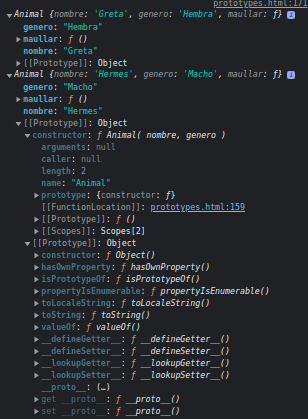 prototypes.html:171
Animal {nombre: 'Greta', genero: 'Hembra', maullar: ƒ} i
genero: "Hembra"
maullar: ƒ ()
nombre: "Greta"
[[Prototype]]: Object
Animal {nombre: 'Hermes', genero: 'Macho', maullar: ƒ} i
genero: "Macho"
maullar: ƒ ()
nombre: "Hermes"
[[Prototype]]: Object
constructor: ƒ Animal( nombre, genero )
arguments: null
caller: null
length: 2
name: "Animal"
prototype: {constructor: ƒ}
[[FunctionLocation]]: prototypes.html:159
[[Prototype]]: ƒ ()
[[Scopes]]: Scopes[2]
[[Prototype]]: Object
constructor: ƒ Object()
hasOwnProperty: ƒ hasOwnProperty()
isPrototypeOf: ƒ isPrototypeOf()
propertyIsEnumerable: ƒ propertyIsEnumerable()
toLocaleString: ƒ toLocaleString()
toString: ƒ toString()
valueOf: ƒ valueOf()
__defineGetter__: ƒ __defineGetter__()
__defineSetter__: ƒ __defineSetter__()
__lookupGetter__: ƒ __lookupGetter__()
__lookupSetter__: ƒ __lookupSetter__()
__proto__: (…)
get __proto__: ƒ __proto__()
set __proto__: ƒ __proto__()